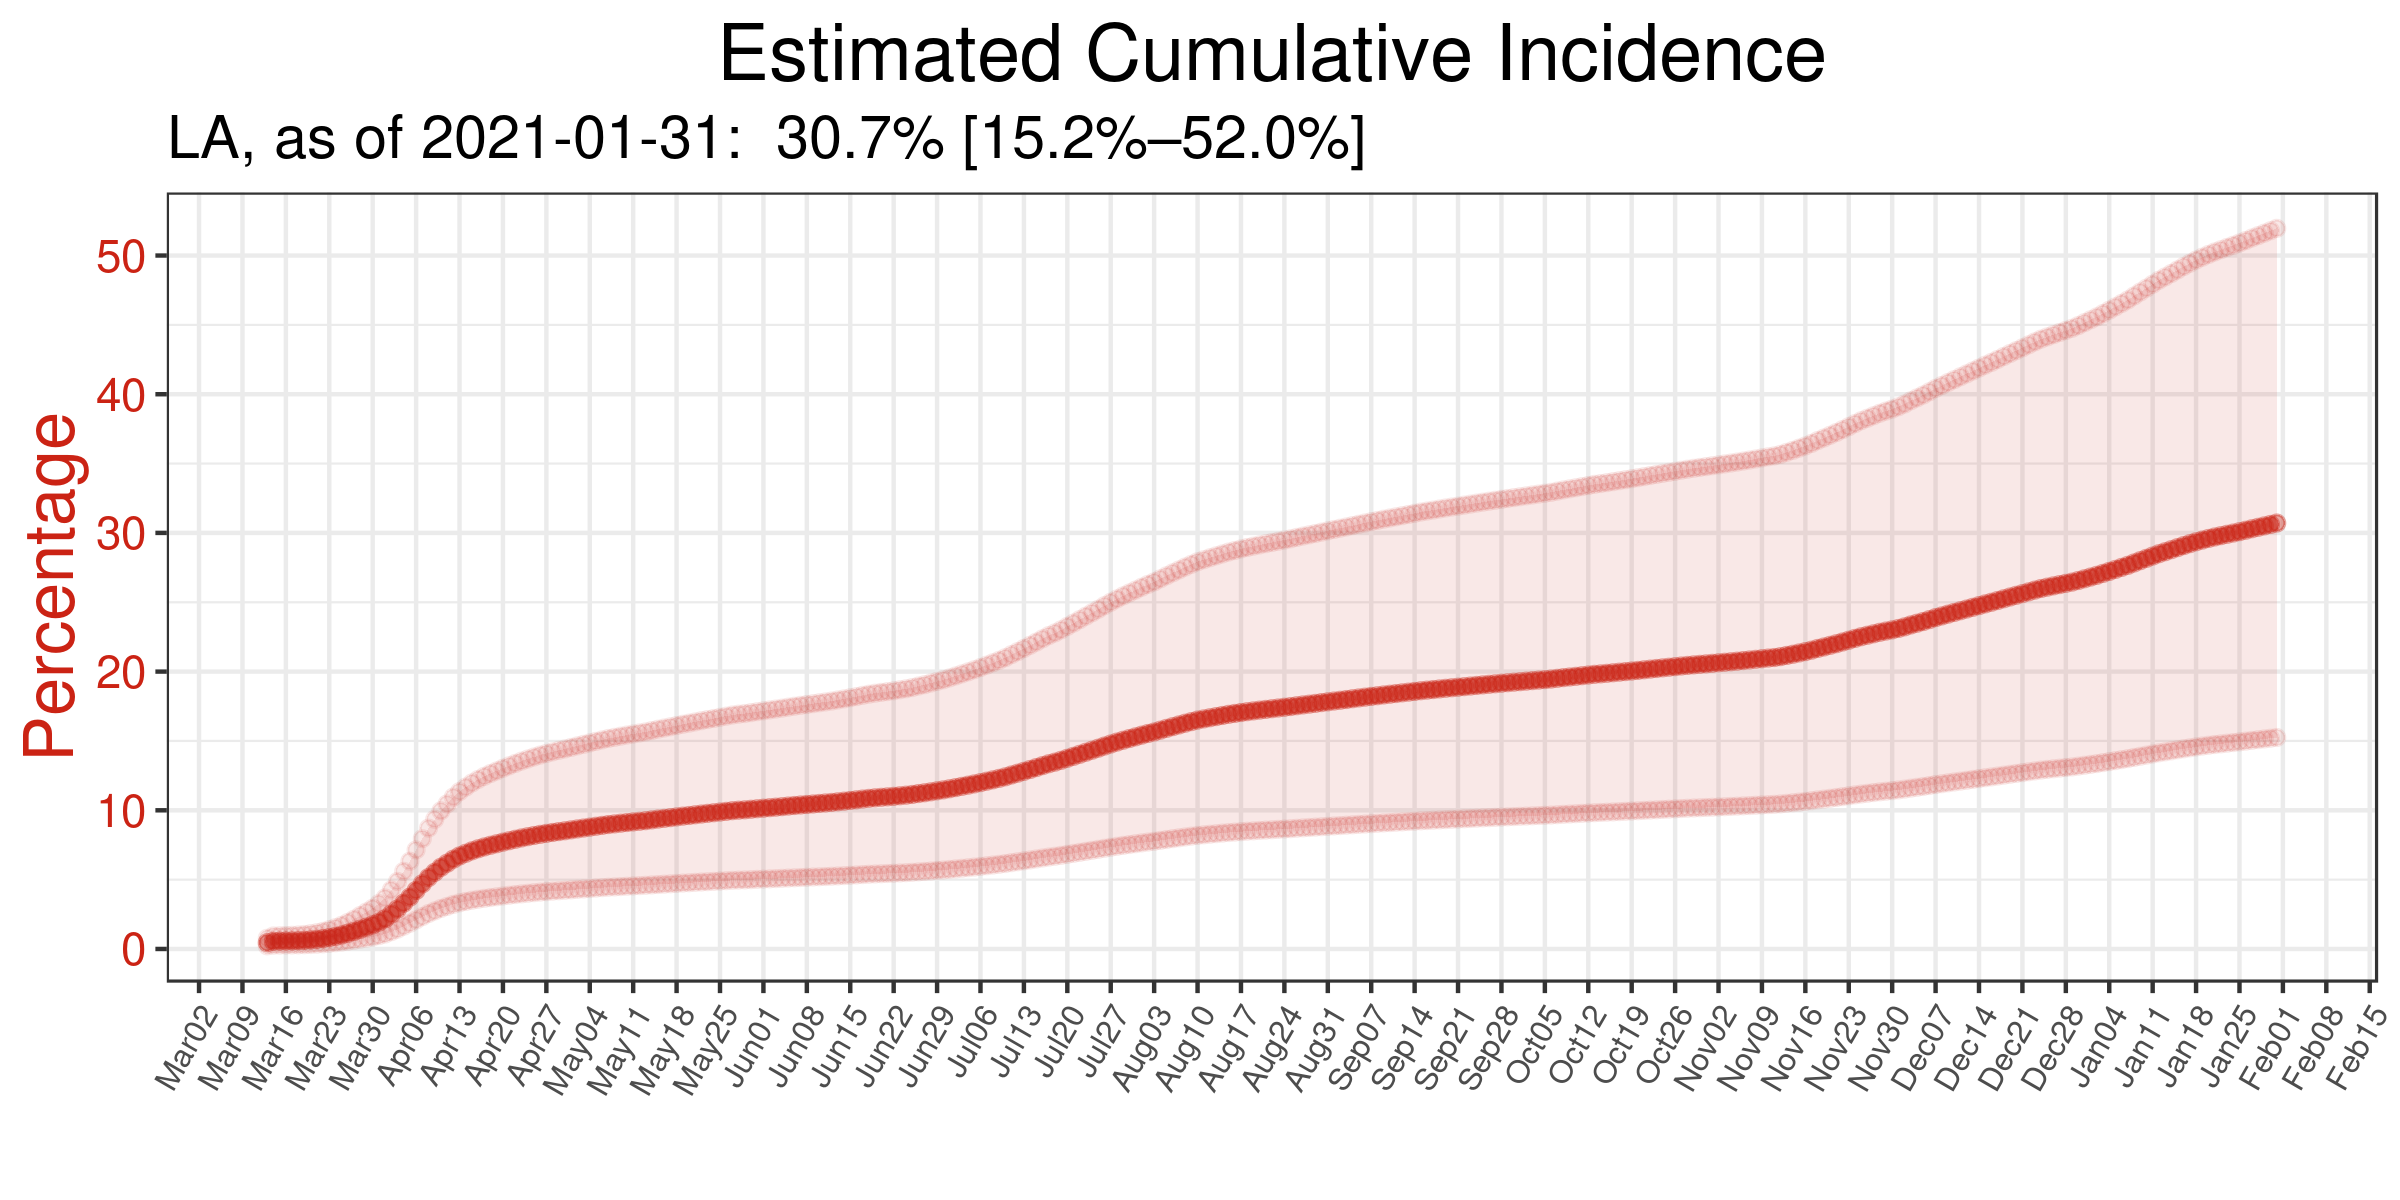 Estimated Cumulative Incidence
LA, as of 2021-01-31:  30.7% [15.2%–52.0%]
Percentage
50
40
30
20
10
0
Mar02
Mar09
Mar16
Mar23
Mar30
Apr06
Apr13
Apr20
Apr27
May04
May11
May18
May25
Jun01
Jun08
Jun15
Jun22
Jun29
Jul06
Jul13
Jul20
Jul27
Aug03
Aug10
Aug17
Aug24
Aug31
Sep07
Sep14
Sep21
Sep28
Oct05
Oct12
Oct19
Oct26
Nov02
Nov09
Nov16
Nov23
Nov30
Dec07
Dec14
Dec21
Dec28
Jan04
Jan11
Jan18
Jan25
Feb01
Feb08
Feb15